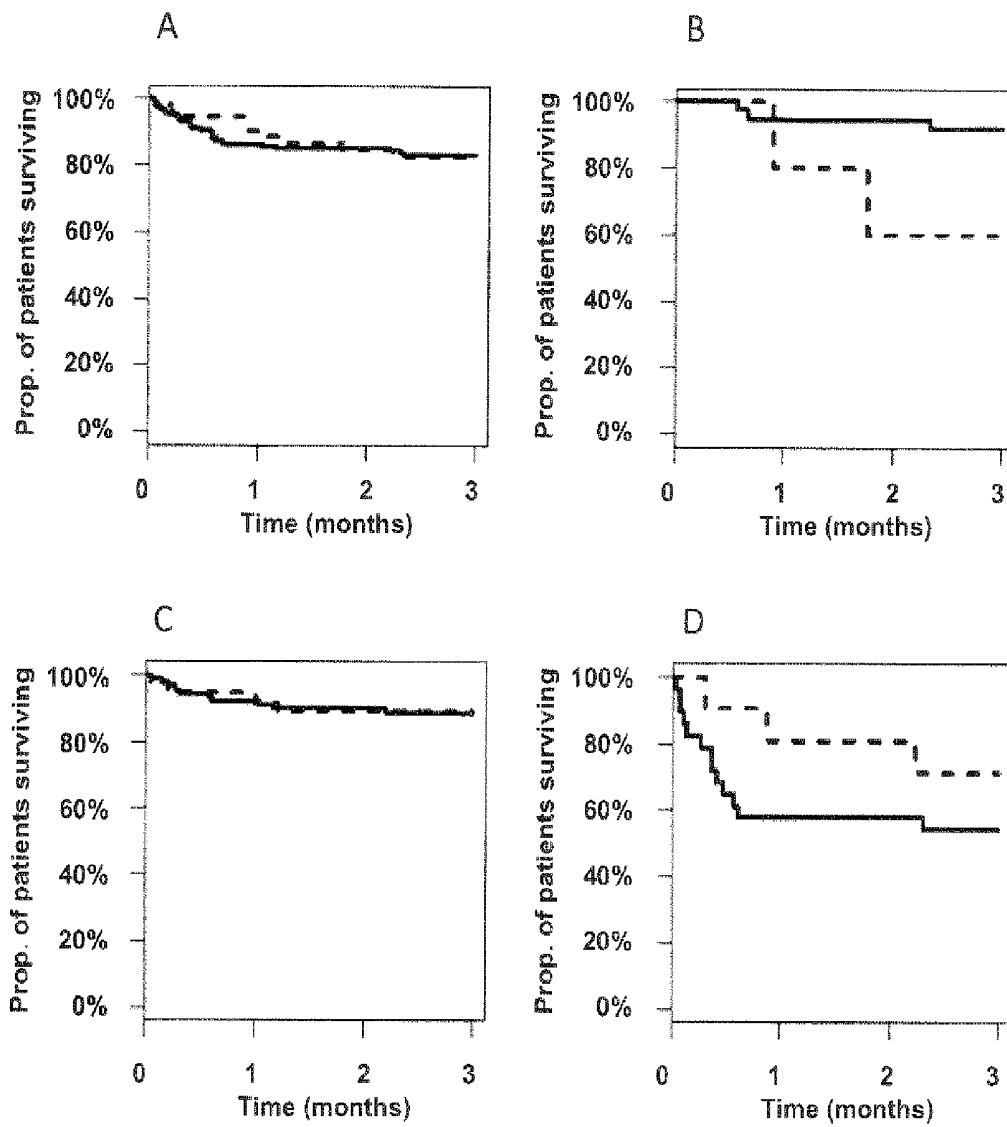 A
Prop. of patients surviving
100%
80%
60%
40%
20%
0%
0 1 2 3
Time (months)
B
Prop. of patients surviving
100%
80%
60%
40%
20%
0%
0 1 2 3
Time (months)
C
Prop. of patients surviving
100%
80%
60%
40%
20%
0%
0 1 2 3
Time (months)
D
Prop. of patients surviving
100%
80%
60%
40%
20%
0%
0 1 2 3
Time (months)